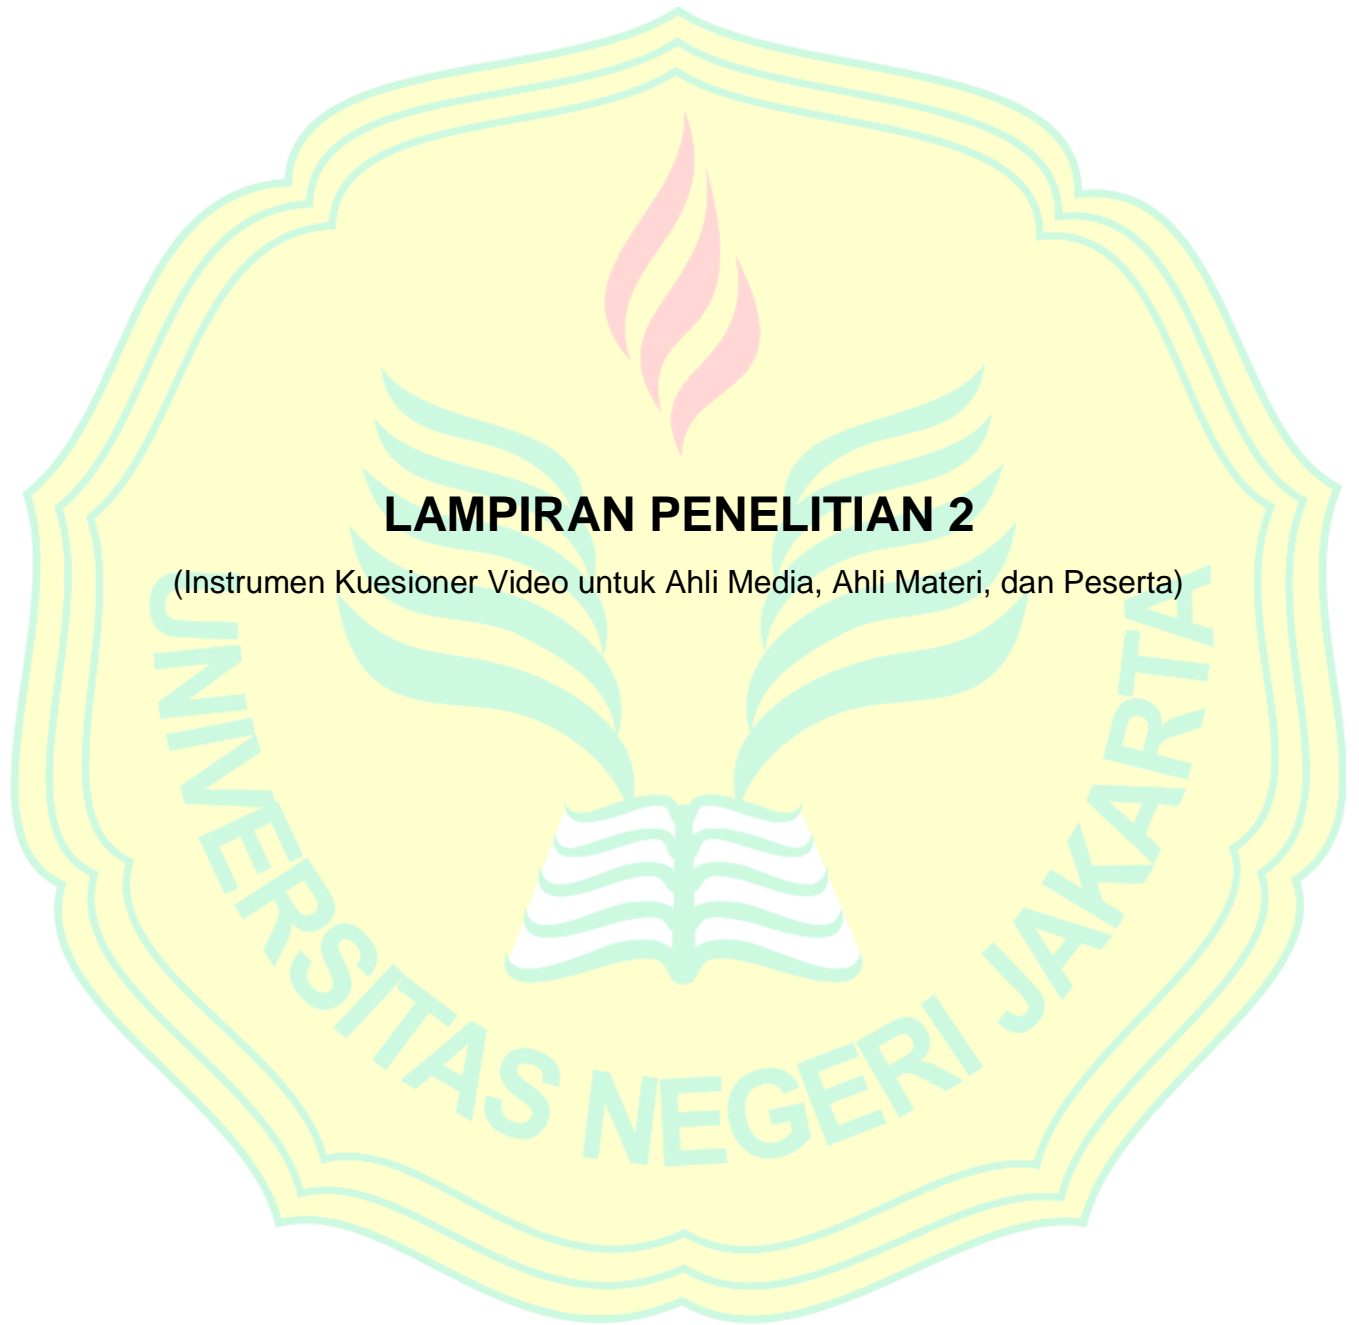 LAMPIRAN PENELITIAN 2
(Instrumen Kuesioner Video untuk Ahli Media, Ahli Materi, dan Peserta)
UNIVERSITAS NEGERI JAKARTA